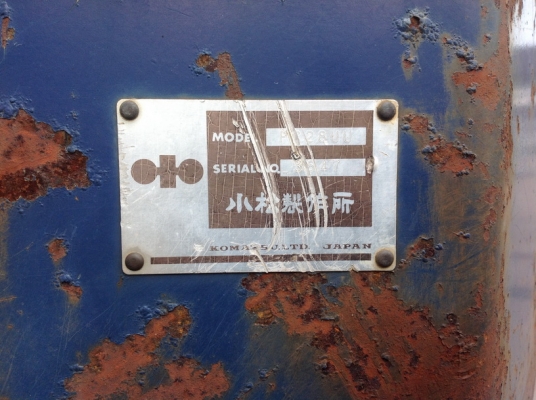 MODEL
SERIAL NO.
小松製作所
KOMATSU LTD. JAPAN